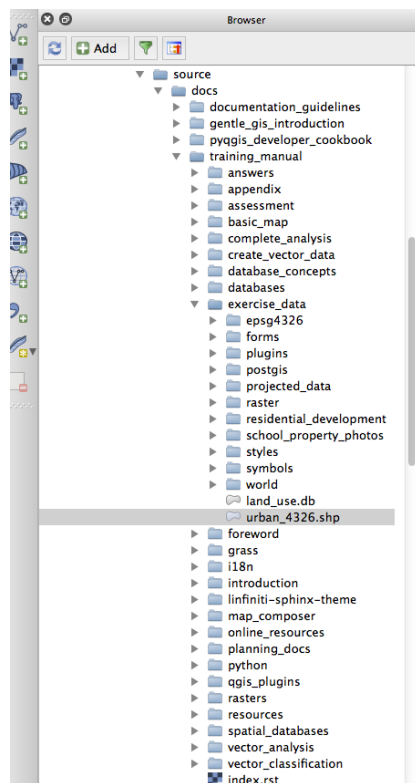 Browser
Add
source
docs
documentation_guidelines
gentle_gis_introduction
pyqgis_developer_cookbook
training_manual
answers
appendix
assessment
basic_map
complete_analysis
create_vector_data
database_concepts
databases
exercise_data
epsg4326
forms
plugins
postgis
projected_data
raster
residential_development
school_property_photos
styles
symbols
world
land_use.db
urban_4326.shp
foreword
grass
i18n
introduction
linfiniti-sphinx-theme
map_composer
online_resources
planning_docs
python
qgis_plugins
rasters
resources
spatial_databases
vector_analysis
vector_classification
index.rst